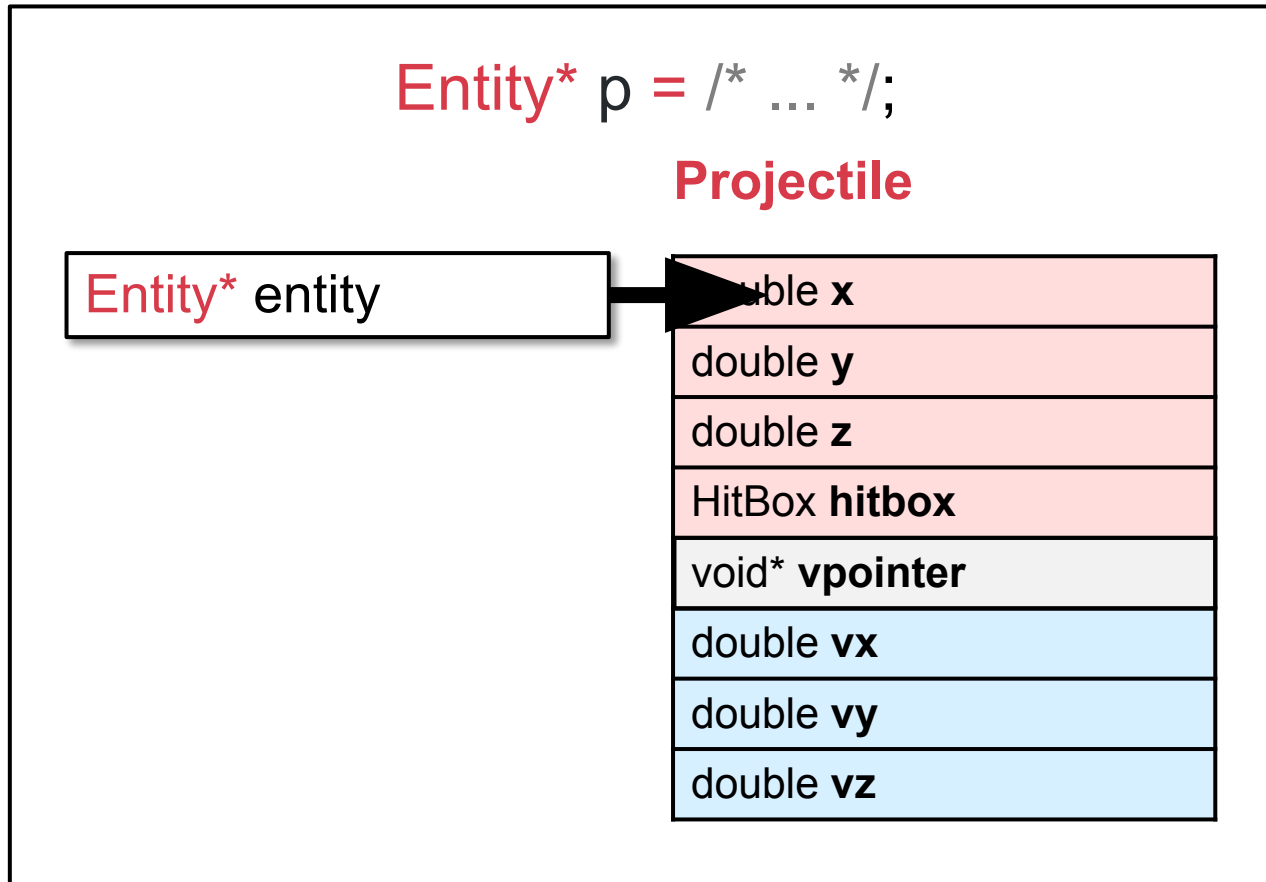 Entity* p = /* ... */;
Projectile
Entity* entity
uble x
double y
double z
HitBox hitbox
void* vpointer
double vx
double vy
double vz